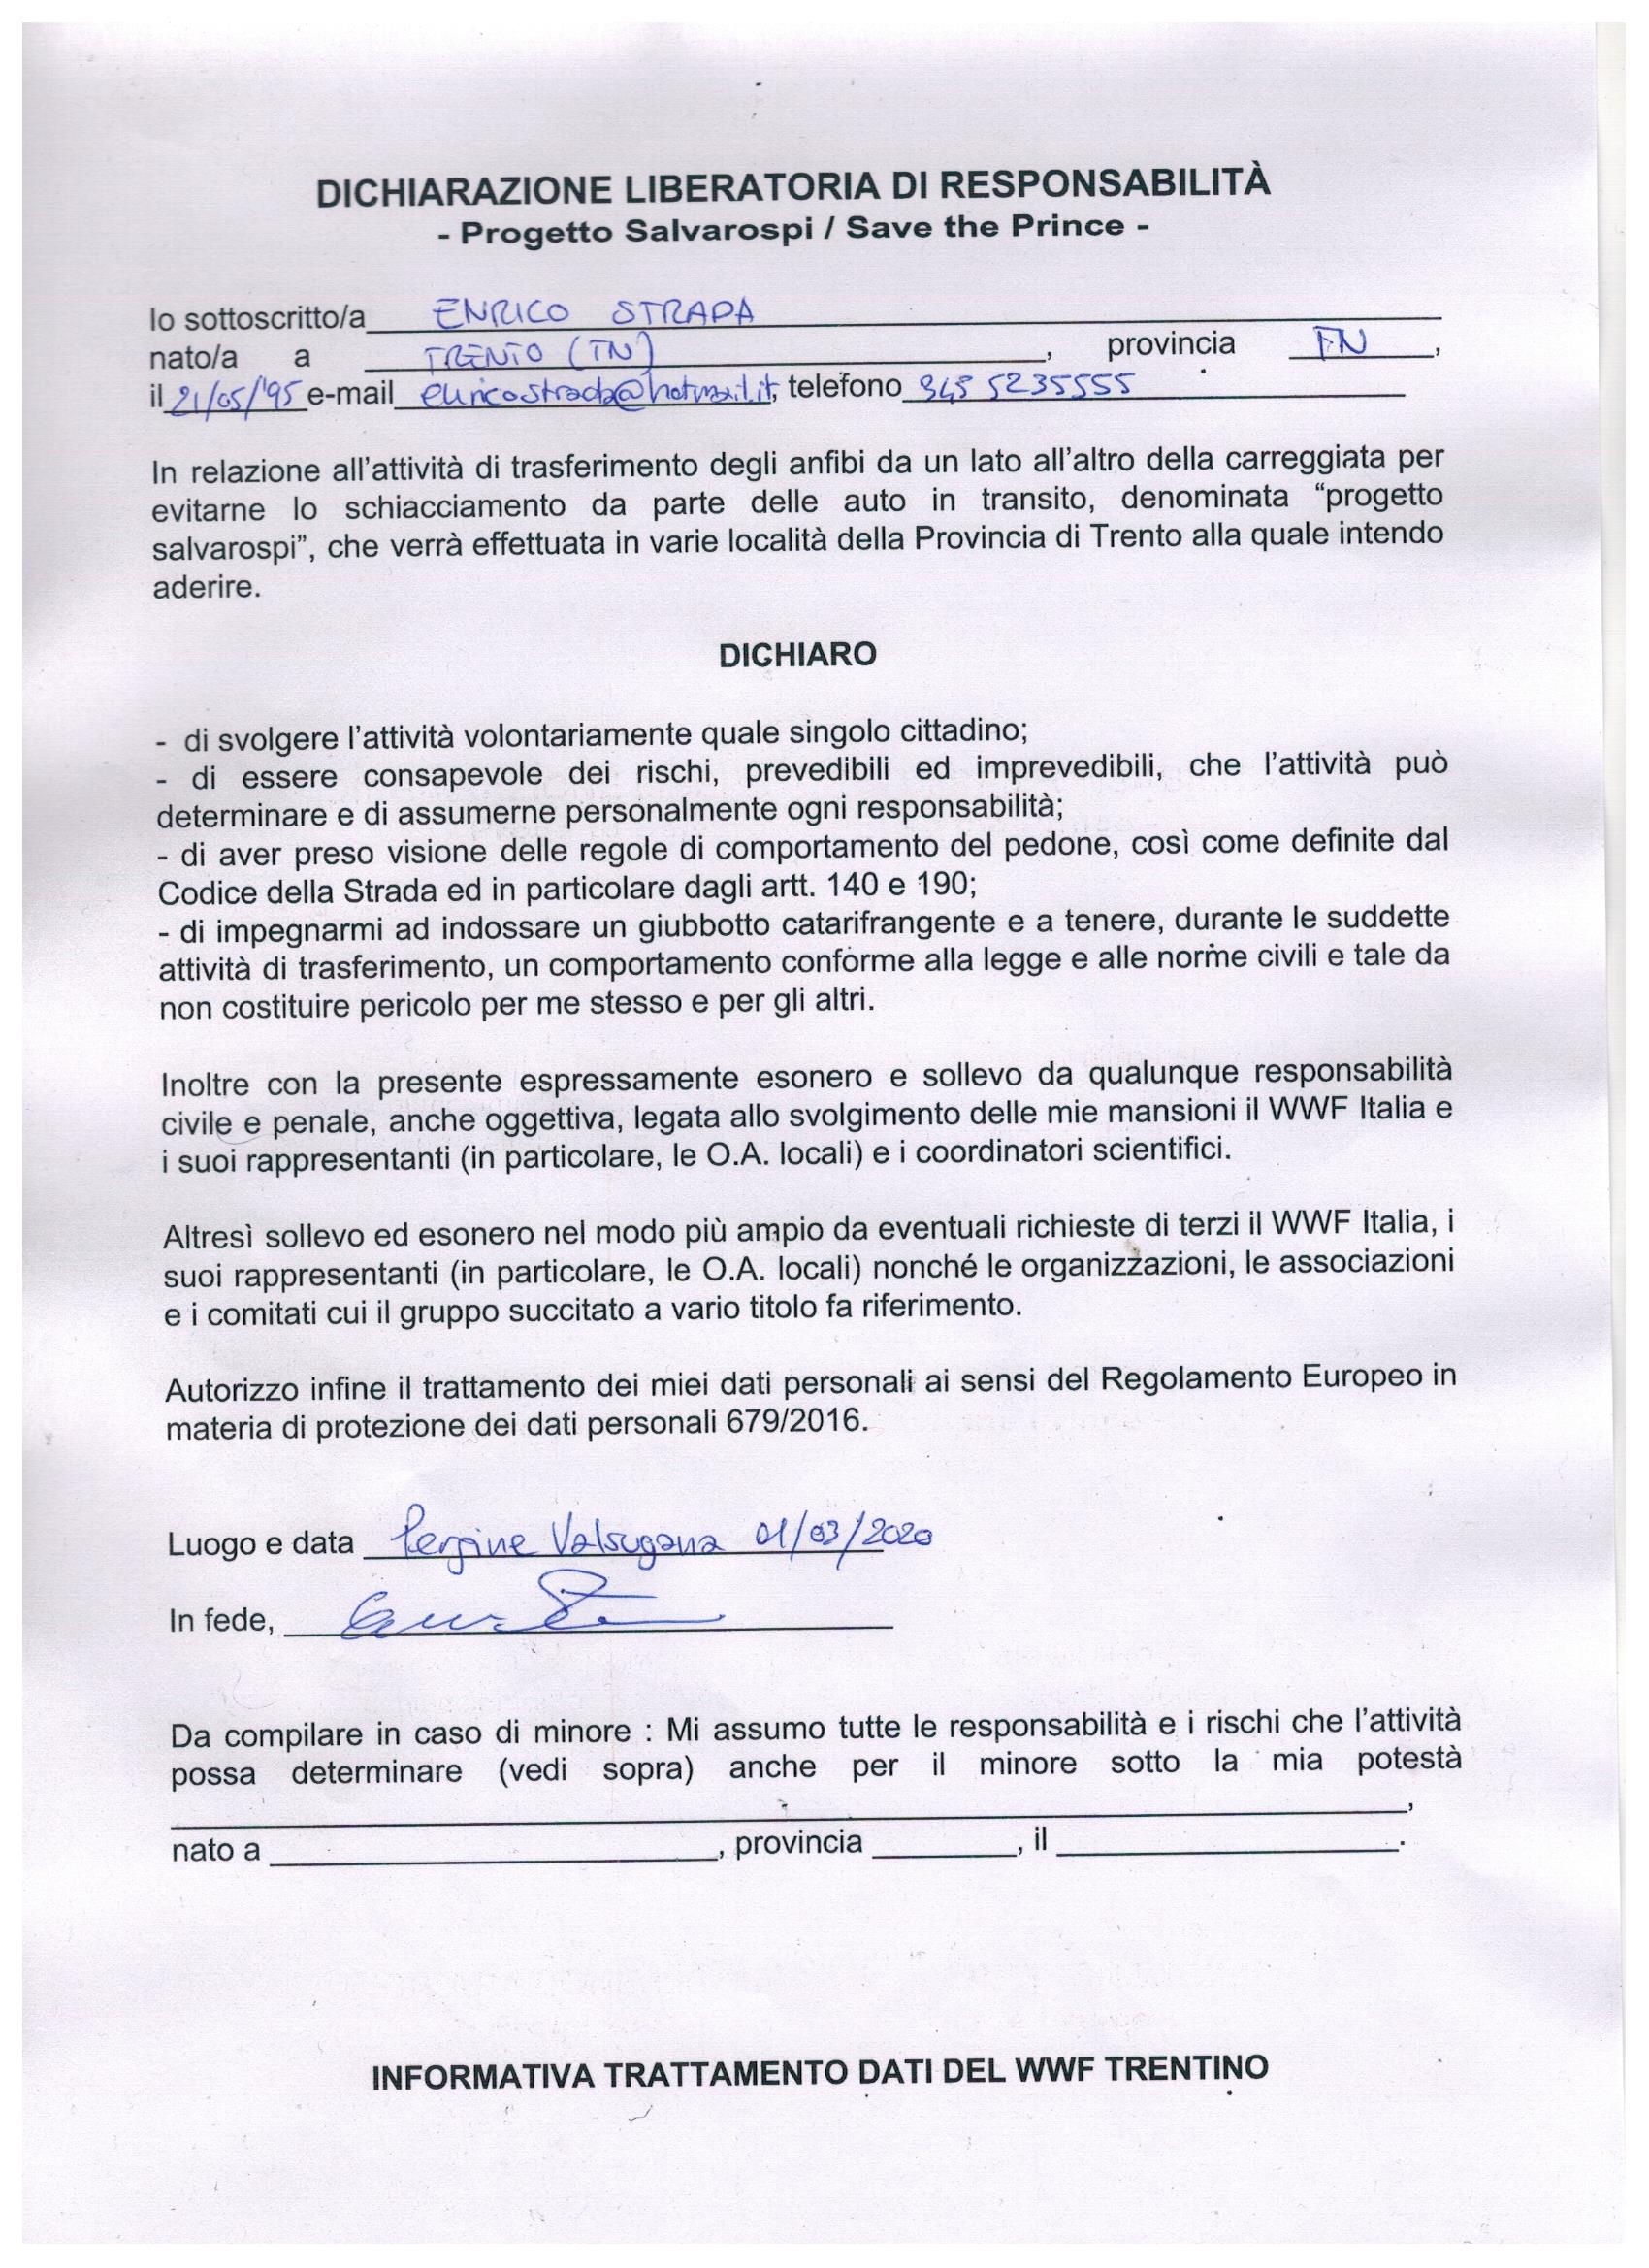 DICHIARAZIONE LIBERATORIA DI RESPONSABILITÀ
- Progetto Salvarospi / Save the Prince -
Io sottoscritto/a ENRICO STRADA
nato/a a TRENTO (TN), provincia TN,
il 21/05/'95 e-mail enricostrada@hotmail.it, telefono 345 5235555
In relazione all'attività di trasferimento degli anfibi da un lato all'altro della carreggiata per
evitarne lo schiacciamento da parte delle auto in transito, denominata “progetto
salvarospi”, che verrà effettuata in varie località della Provincia di Trento alla quale intendo
aderire.
DICHIARO
- di svolgere l'attività volontariamente quale singolo cittadino;
- di essere consapevole dei rischi, prevedibili ed imprevedibili, che l'attività può
determinare e di assumerne personalmente ogni responsabilità;
- di aver preso visione delle regole di comportamento del pedone, così come definite dal
Codice della Strada ed in particolare dagli artt. 140 e 190;
- di impegnarmi ad indossare un giubbotto catarifrangente e a tenere, durante le suddette
attività di trasferimento, un comportamento conforme alla legge e alle norme civili e tale da
non costituire pericolo per me stesso e per gli altri.
Inoltre con la presente espressamente esonero e sollevo da qualunque responsabilità
civile e penale, anche oggettiva, legata allo svolgimento delle mie mansioni il WWF Italia e
i suoi rappresentanti (in particolare, le O.A. locali) e i coordinatori scientifici.
Altresì sollevo ed esonero nel modo più ampio da eventuali richieste di terzi il WWF Italia, i
suoi rappresentanti (in particolare, le O.A. locali) nonché le organizzazioni, le associazioni
e i comitati cui il gruppo succitato a vario titolo fa riferimento.
Autorizzo infine il trattamento dei miei dati personali ai sensi del Regolamento Europeo in
materia di protezione dei dati personali 679/2016.
Luogo e data Pergine Valsugana 01/03/2020
In fede,
Da compilare in caso di minore : Mi assumo tutte le responsabilità e i rischi che l'attività
possa determinare (vedi sopra) anche per il minore sotto la mia potestà
,
nato a , provincia , il .
INFORMATIVA TRATTAMENTO DATI DEL WWF TRENTINO